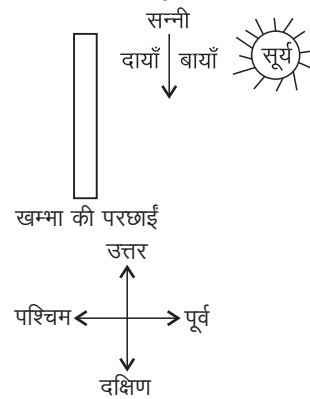 सन्नी
दायाँ बायाँ
सूर्य
खम्भा की परछाईं
उत्तर
पश्चिम पूर्व
दक्षिण